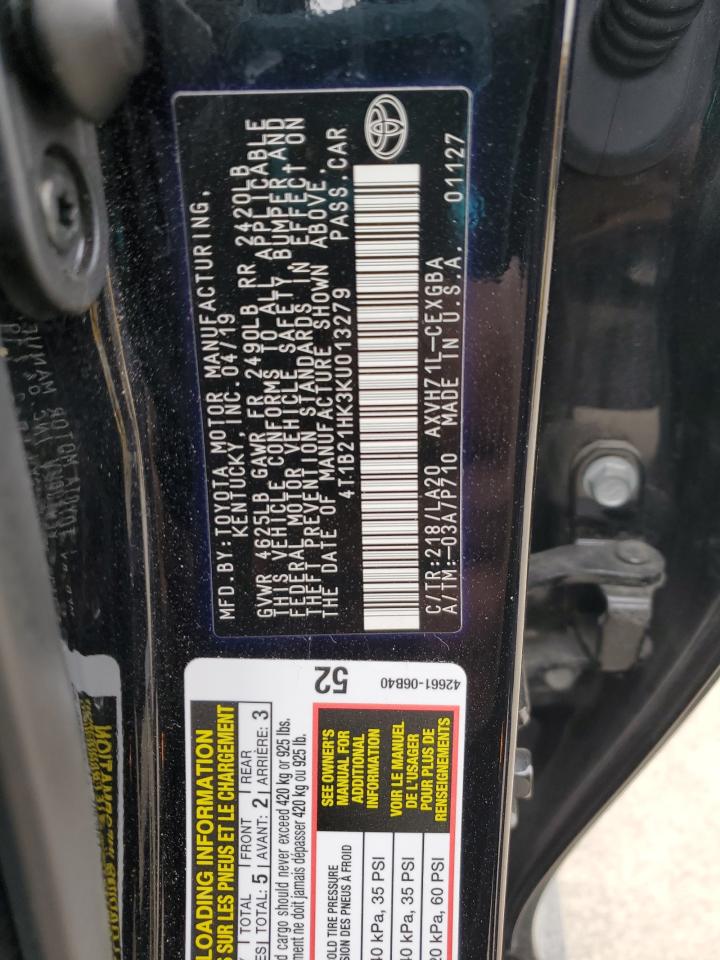 MFD.BY:TOYOTA MOTOR MANUFACTURING,
KENTUCKY, INC. 04/19
GVWR 4625LB GAWR FR 2490LB RR 2420LB
THIS VEHICLE CONFORMS TO ALL APPLICABLE
FEDERAL MOTOR VEHICLE SAFETY, BUMPER AND
THEFT PREVENTION STANDARDS IN EFFECT ON
THE DATE OF MANUFACTURE SHOWN ABOVE.
4T1B21HK3KU013279 PASS.CAR
C/TR:218/LA20 AXVH71L-CEXGBA
A/TM:-03A/P710 MADE IN U.S.A. 01127
LOADING INFORMATION
SUR LES PNEUS ET LE CHARGEMENT
TOTAL FRONT REAR
TOTAL: 5 AVANT: 2 ARRIÈRE: 3
cargo should never exceed 420 kg or 925 lbs.
ne doit jamais dépasser 420 kg ou 925 lb.
52
42661-06B40
SEE OWNER'S
MANUAL FOR
ADDITIONAL
INFORMATION
VOIR LE MANUEL
DE L'USAGER
POUR PLUS DE
RENSEIGNEMENTS
TIRE PRESSURE
DES PNEUS À FROID
kPa, 35 PSI
kPa, 35 PSI
kPa, 60 PSI